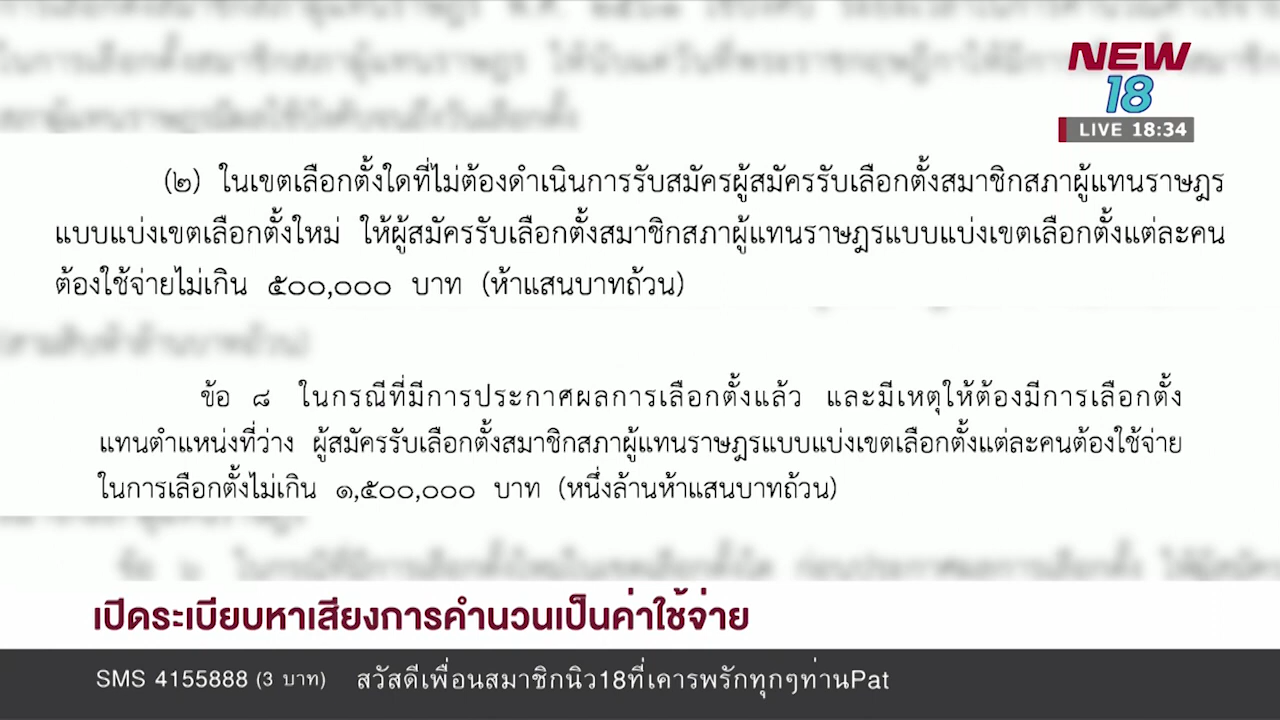 NEW
18
LIVE 18:34
(๒) ในเขตเลือกตั้งใดที่ไม่ต้องดำเนินการรับสมัครผู้สมัครรับเลือกตั้งสมาชิกสภาผู้แทนราษฎร
แบบแบ่งเขตเลือกตั้งใหม่ ให้ผู้สมัครรับเลือกตั้งสมาชิกสภาผู้แทนราษฎรแบบแบ่งเขตเลือกตั้งแต่ละคน
ต้องใช้จ่ายไม่เกิน ๕๐๐,๐๐๐ บาท (ห้าแสนบาทถ้วน)
ข้อ ๘ ในกรณีที่มีการประกาศผลการเลือกตั้งแล้ว และมีเหตุให้ต้องมีการเลือกตั้ง
แทนตำแหน่งที่ว่าง ผู้สมัครรับเลือกตั้งสมาชิกสภาผู้แทนราษฎรแบบแบ่งเขตเลือกตั้งแต่ละคนต้องใช้จ่าย
ในการเลือกตั้งไม่เกิน ๑,๕๐๐,๐๐๐ บาท (หนึ่งล้านห้าแสนบาทถ้วน)
เปิดระเบียบหาเสียงการคำนวนเป็นค่าใช้จ่าย
SMS 4155888 (3 บาท) สวัสดีเพื่อนสมาชิกนิว18ที่เคารพรักทุกๆท่านPat